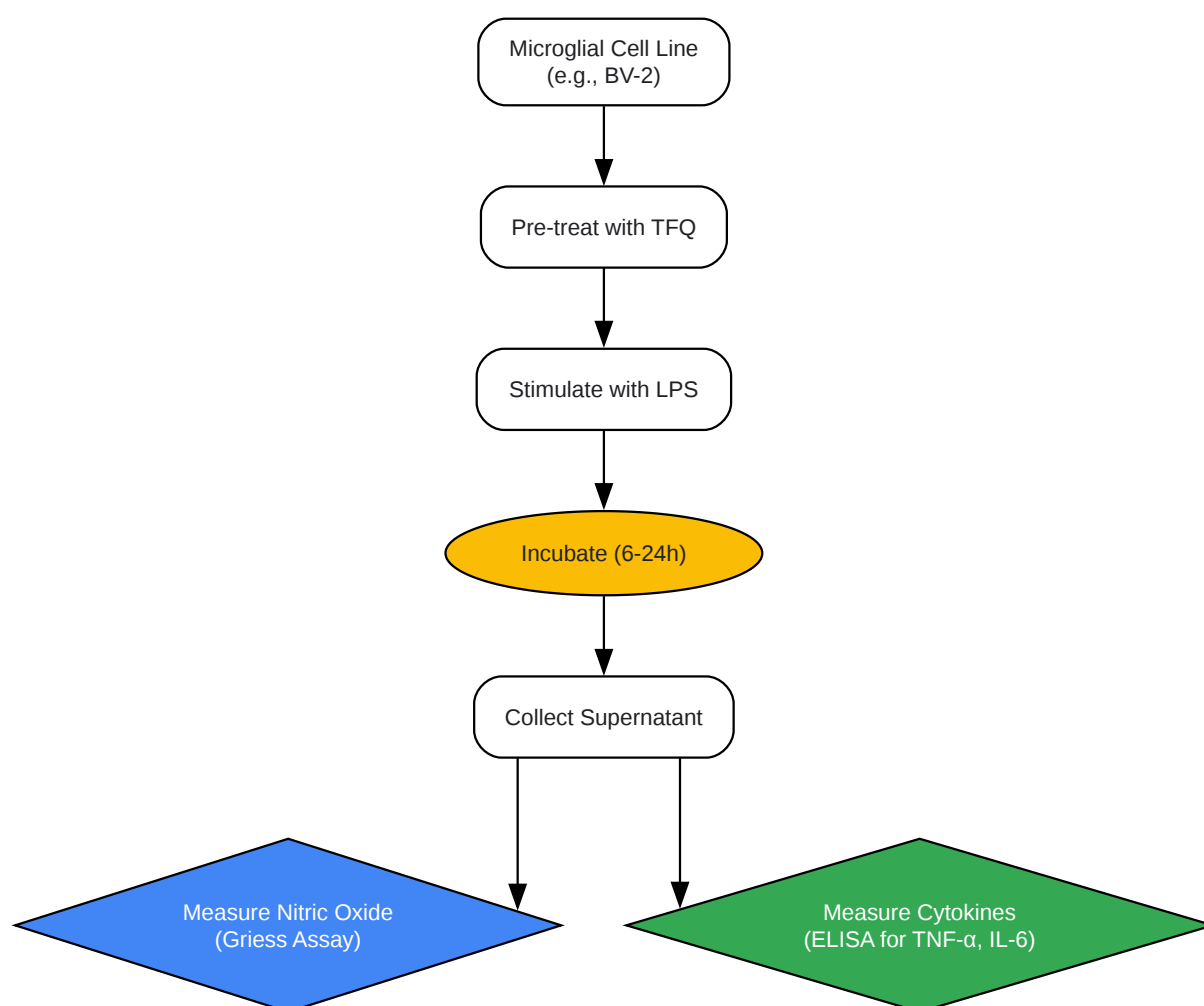 Microglial Cell Line
(e.g., BV-2)
Pre-treat with TFQ
Stimulate with LPS
Incubate (6-24h)
Collect Supernatant
Measure Nitric Oxide
(Griess Assay)
Measure Cytokines
(ELISA for TNF-α, IL-6)